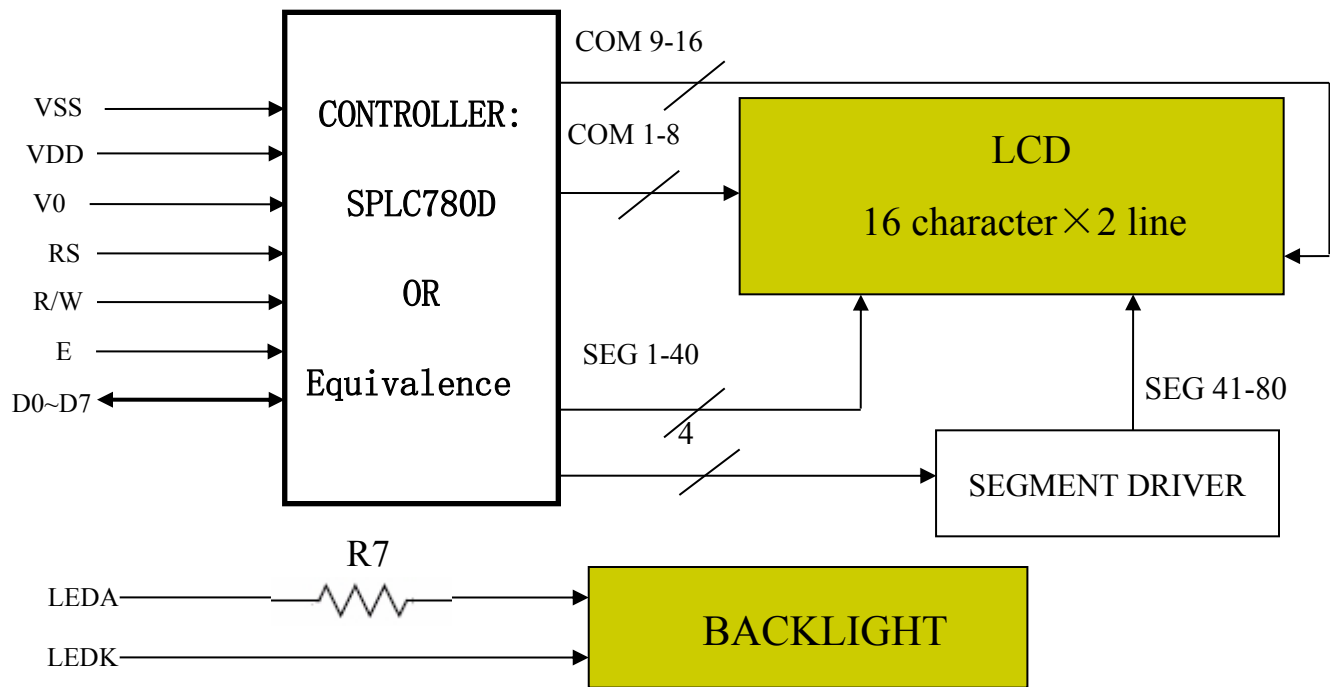 COM 9-16
VSS
VDD
V0
RS
R/W
E
D0~D7
CONTROLLER:
SPLC780D
OR
Equivalence
COM 1-8
LCD
16 character×2 line
SEG 1-40
4
SEG 41-80
SEGMENT DRIVER
R7
LEDA
LEDK
BACKLIGHT